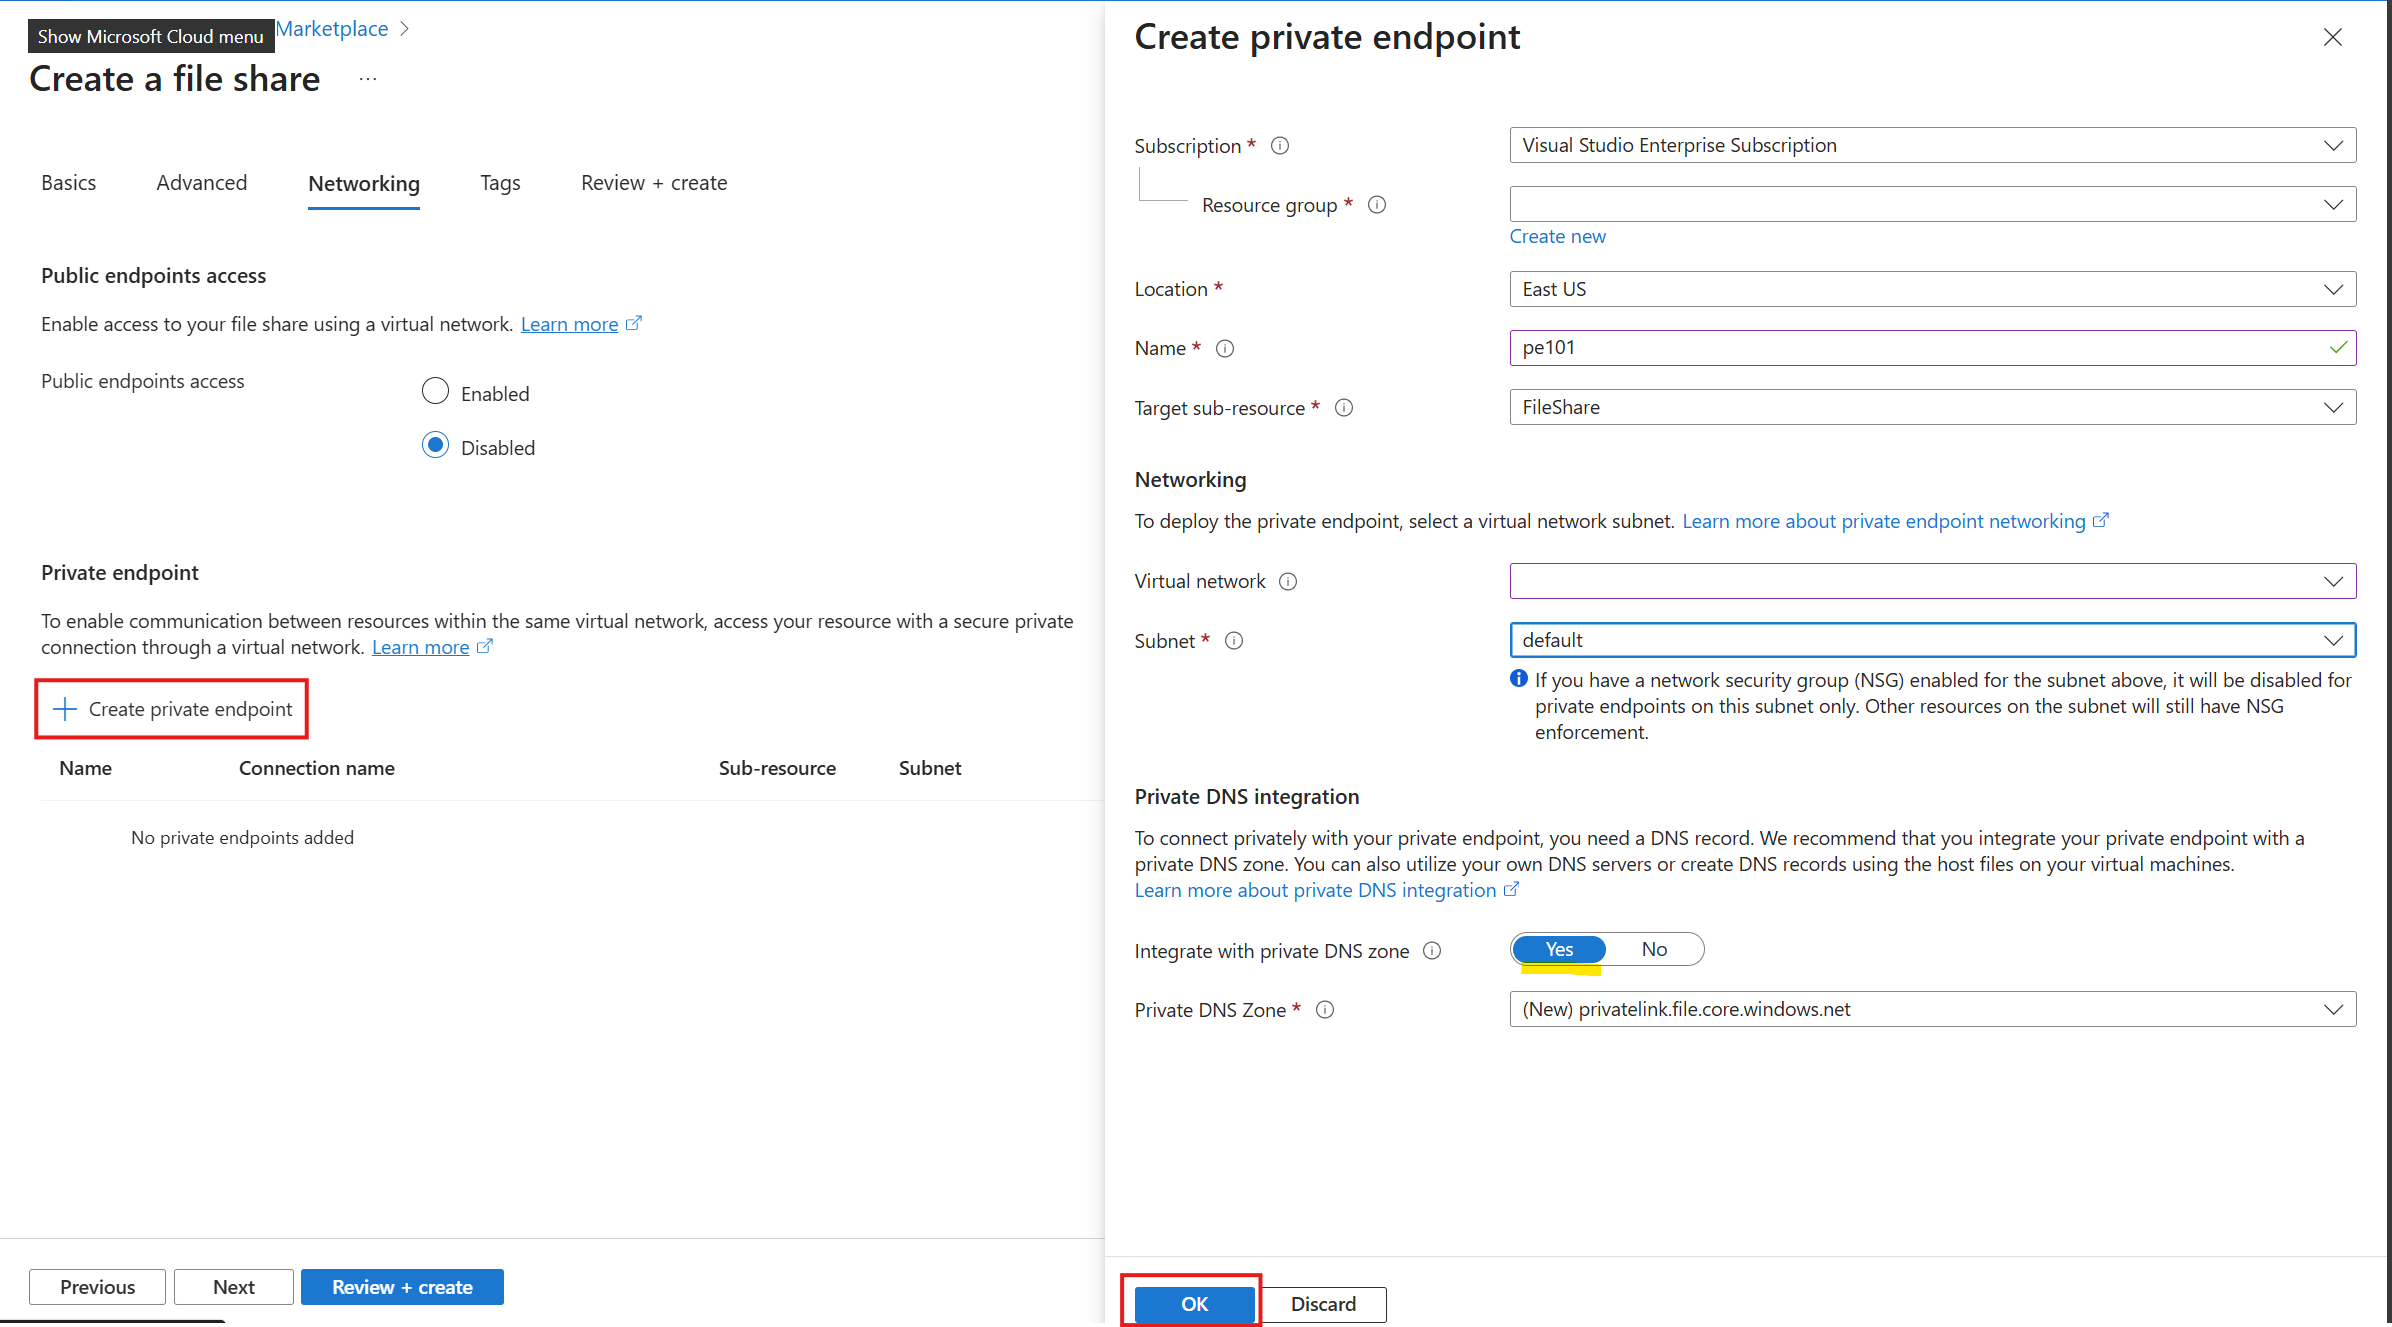 Show Microsoft Cloud menu
Marketplace
Create a file share
...
Basics
Advanced
Networking
Tags
Review + create
Public endpoints access
Enable access to your file share using a virtual network. Learn more
Public endpoints access
Enabled
Disabled
Private endpoint
To enable communication between resources within the same virtual network, access your resource with a secure private
connection through a virtual network. Learn more
Create private endpoint
Name
Connection name
Sub-resource
Subnet
No private endpoints added
Previous
Next
Review + create
Create private endpoint
Subscription *
Visual Studio Enterprise Subscription
Resource group *
Create new
Location *
East US
Name *
pe101
Target sub-resource *
FileShare
Networking
To deploy the private endpoint, select a virtual network subnet. Learn more about private endpoint networking
Virtual network
Subnet *
default
If you have a network security group (NSG) enabled for the subnet above, it will be disabled for
private endpoints on this subnet only. Other resources on the subnet will still have NSG
enforcement.
Private DNS integration
To connect privately with your private endpoint, you need a DNS record. We recommend that you integrate your private endpoint with a
private DNS zone. You can also utilize your own DNS servers or create DNS records using the host files on your virtual machines.
Learn more about private DNS integration
Integrate with private DNS zone
Yes
No
Private DNS Zone *
(New) privatelink.file.core.windows.net
OK
Discard